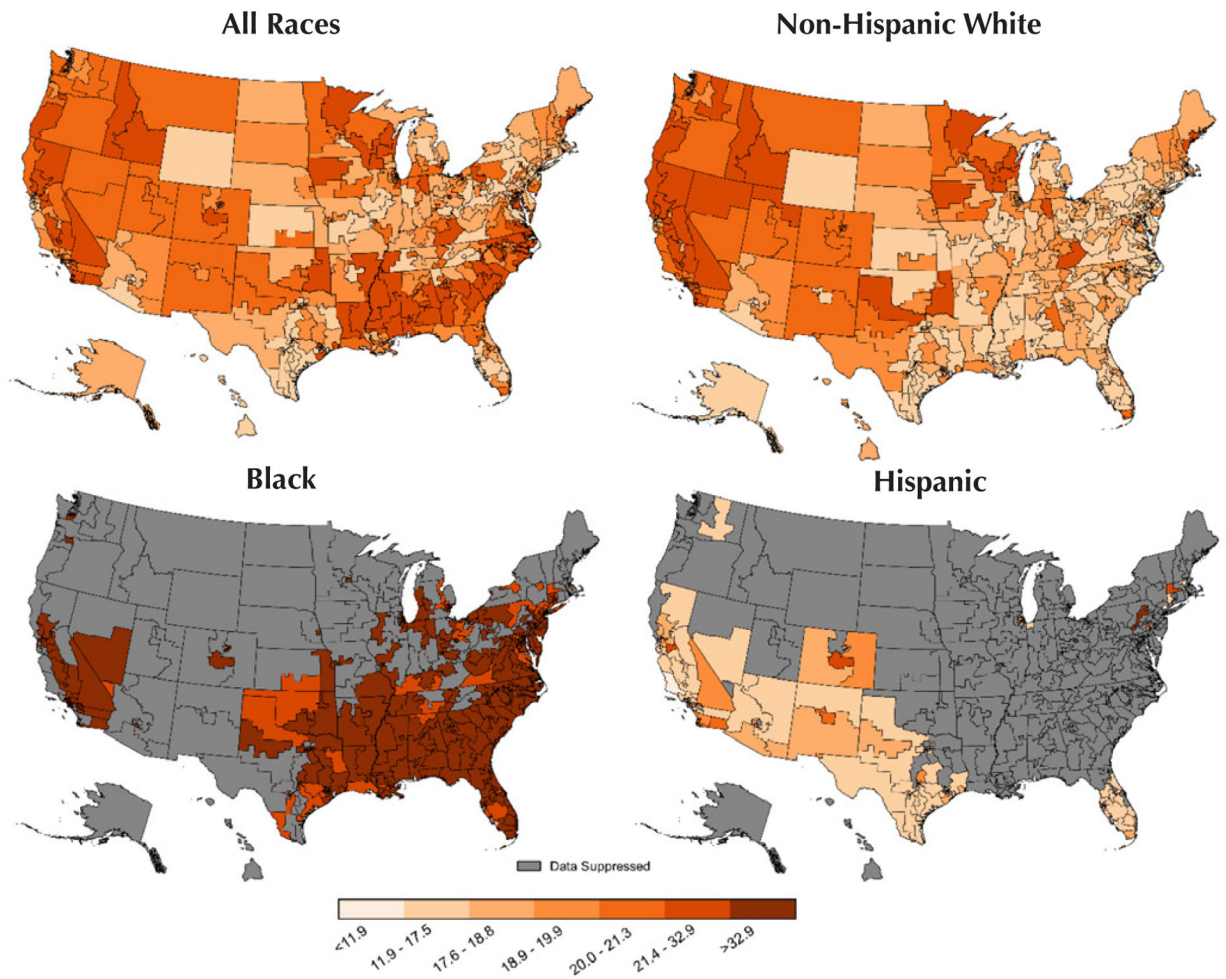 All Races
Non-Hispanic White
Black
Hispanic
Data Suppressed
<11.9
11.9 - 17.5
17.6 - 18.8
18.9 - 19.9
20.0 - 21.3
21.4 - 32.9
>32.9